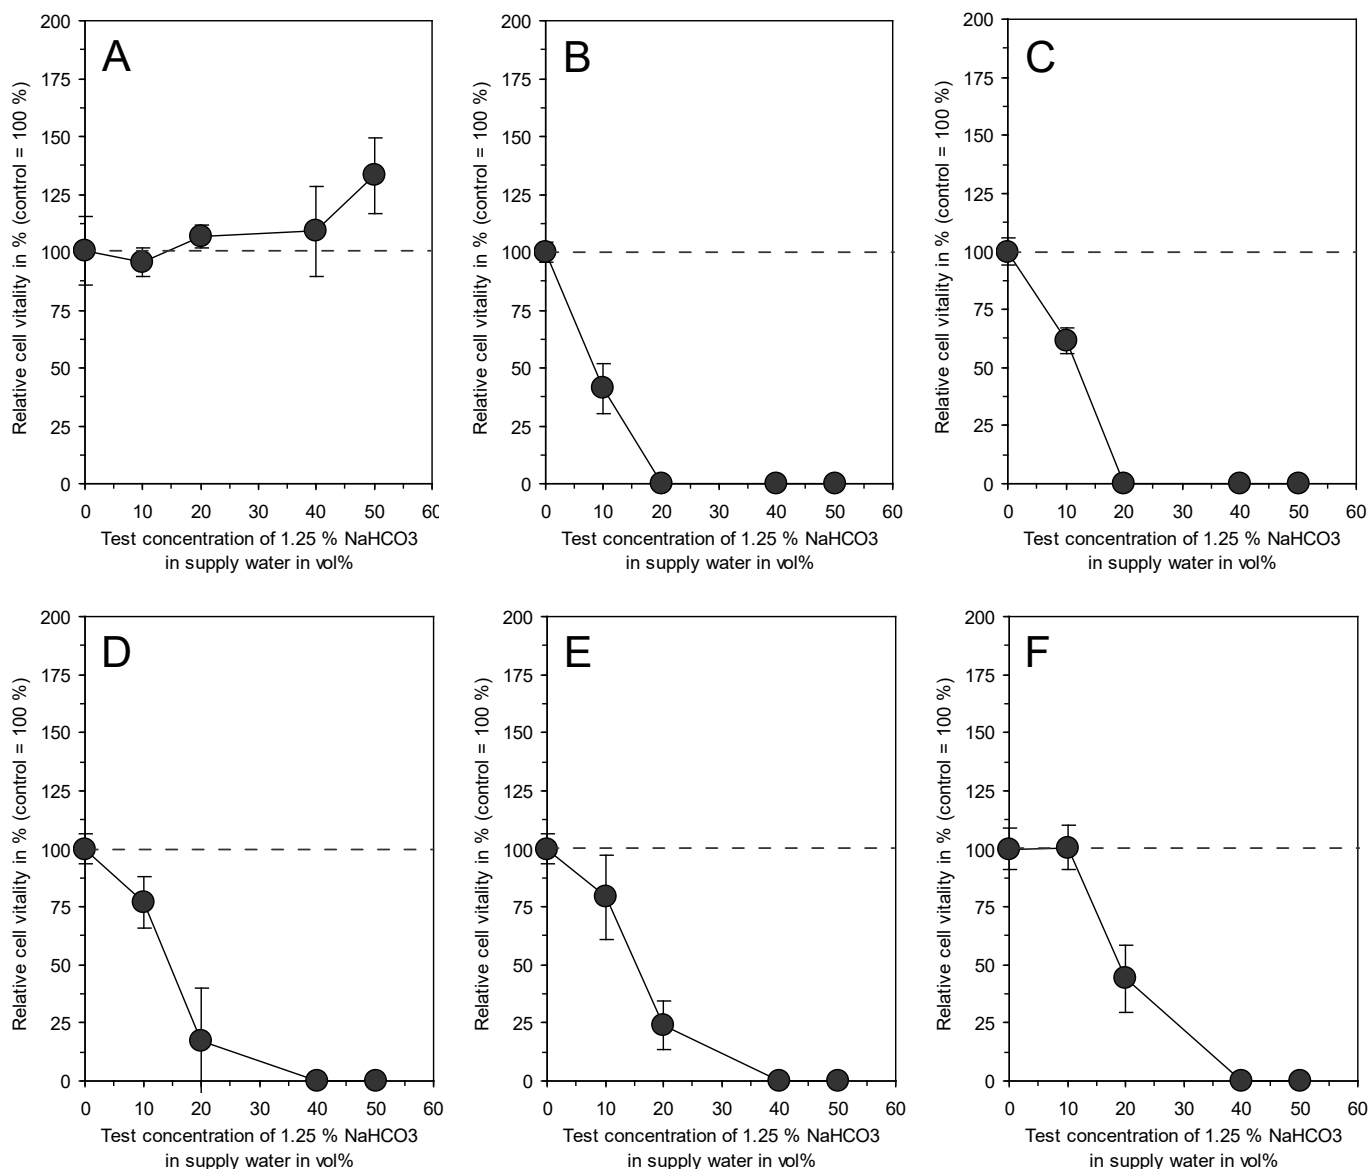 A
Relative cell vitality in % (control = 100 %)
200
175
150
125
100
75
50
25
0
0 10 20 30 40 50 60
Test concentration of 1.25 % NaHCO3
in supply water in vol%
B
Relative cell vitality in % (control = 100 %)
200
175
150
125
100
75
50
25
0
0 10 20 30 40 50 60
Test concentration of 1.25 % NaHCO3
in supply water in vol%
C
Relative cell vitality in % (control = 100 %)
200
175
150
125
100
75
50
25
0
0 10 20 30 40 50 60
Test concentration of 1.25 % NaHCO3
in supply water in vol%
D
Relative cell vitality in % (control = 100 %)
200
175
150
125
100
75
50
25
0
0 10 20 30 40 50 60
Test concentration of 1.25 % NaHCO3
in supply water in vol%
E
Relative cell vitality in % (control = 100 %)
200
175
150
125
100
75
50
25
0
0 10 20 30 40 50 60
Test concentration of 1.25 % NaHCO3
in supply water in vol%
F
Relative cell vitality in % (control = 100 %)
200
175
150
125
100
75
50
25
0
0 10 20 30 40 50 60
Test concentration of 1.25 % NaHCO3
in supply water in vol%